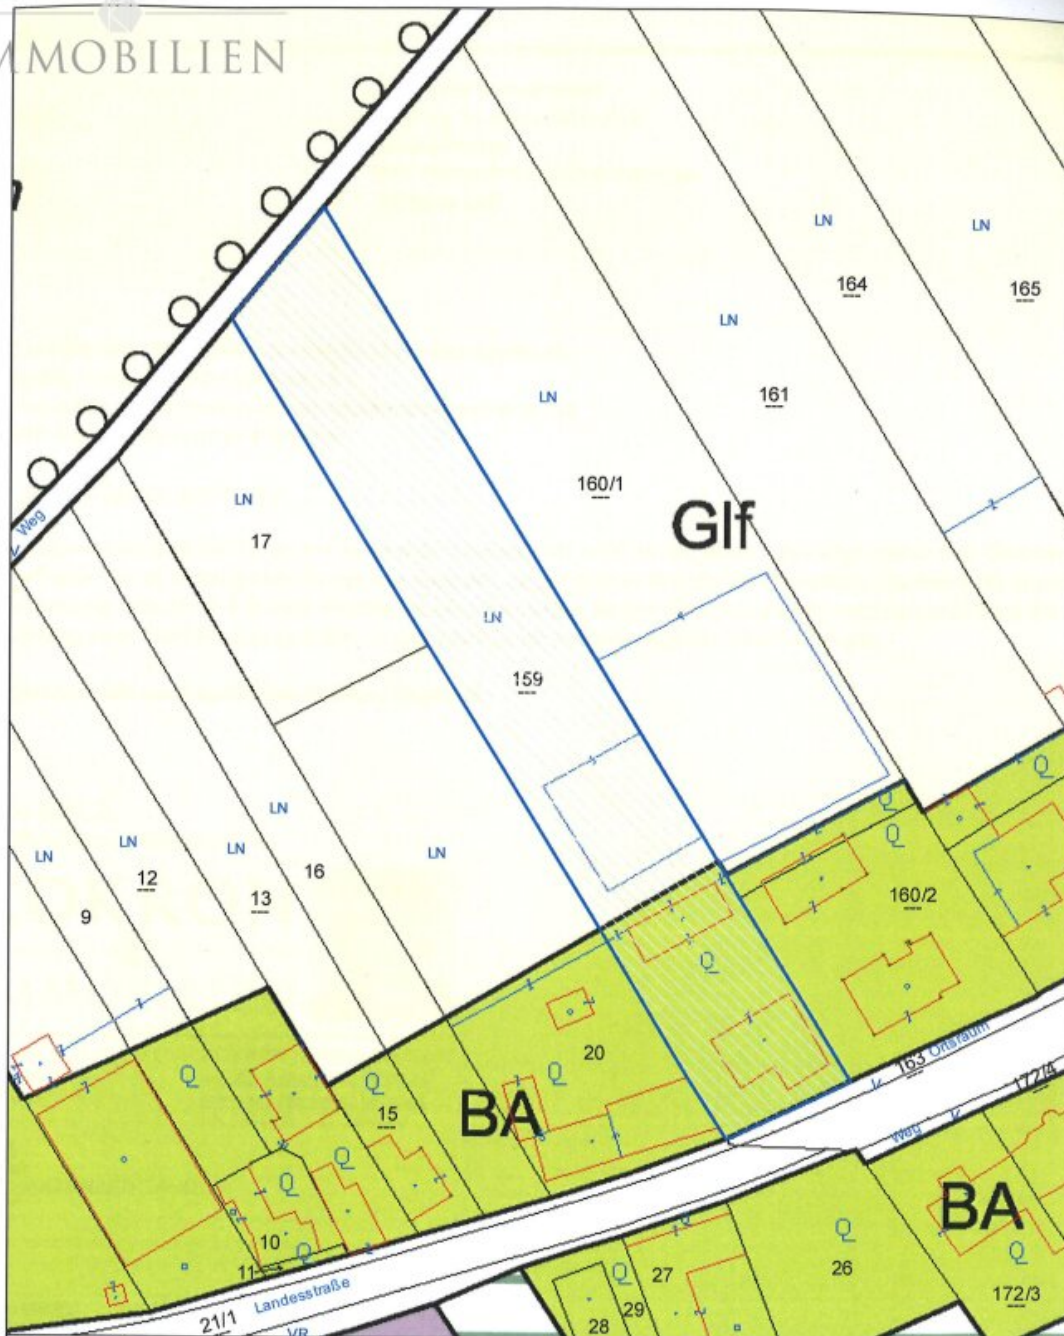 MMOBILIEN
LN
LN
164
165
LN
LN
161
160/1
LN
Glf
Weg
17
LN
159
LN
LN
LN
LN
LN
12
16
13
9
Q
Q
Q
160/2
Q
20
Q
Q
Q
15
BA
163 Ortsraum
172/4
Weg
Q
Q
10
Q
11
BA
Q
Q
Q
26
27
Q
172/3
29
28
Landesstraße
21/1
VR